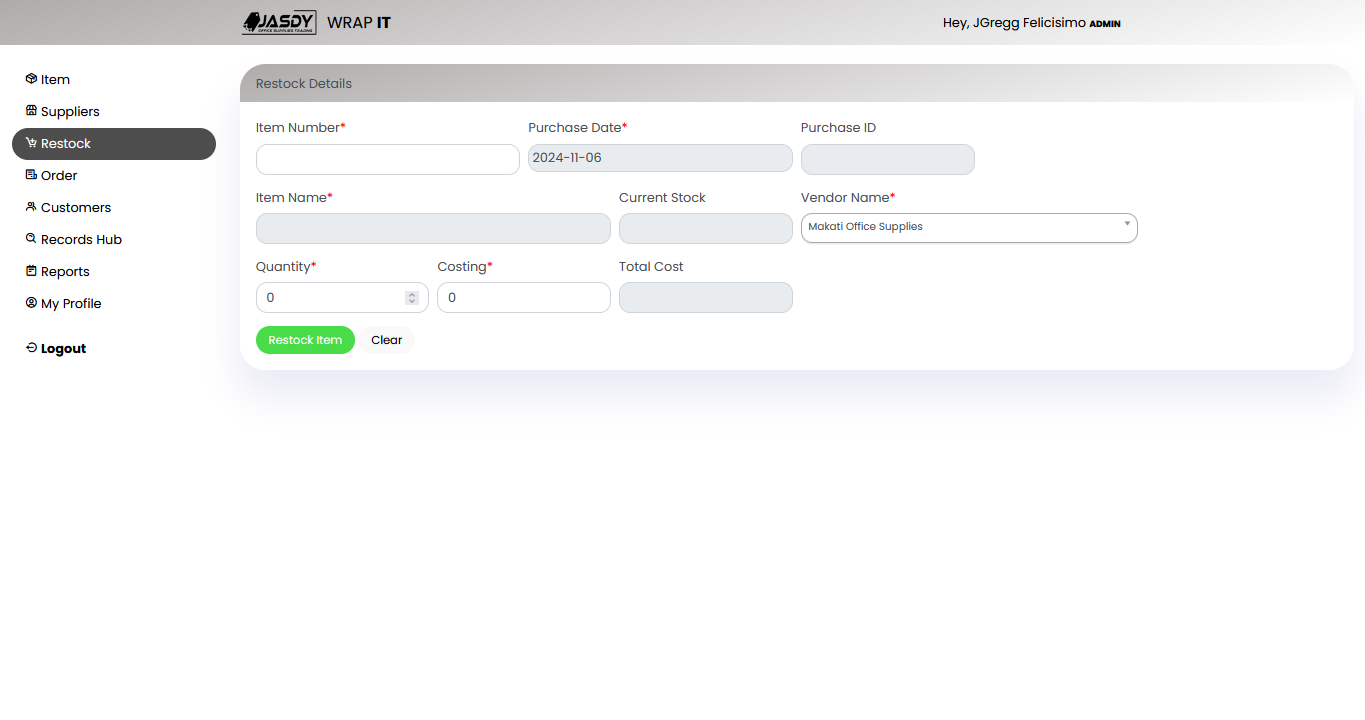 JASDY
OFFICE SUPPLIES TRADING
WRAP IT
Hey, JGregg Felicisimo ADMIN
Item
Suppliers
Restock
Order
Customers
Records Hub
Reports
My Profile
Logout
Restock Details
Item Number* Purchase Date* Purchase ID
2024-11-06
Item Name* Current Stock Vendor Name*
Makati Office Supplies
Quantity* Costing* Total Cost
0 0
Restock Item Clear